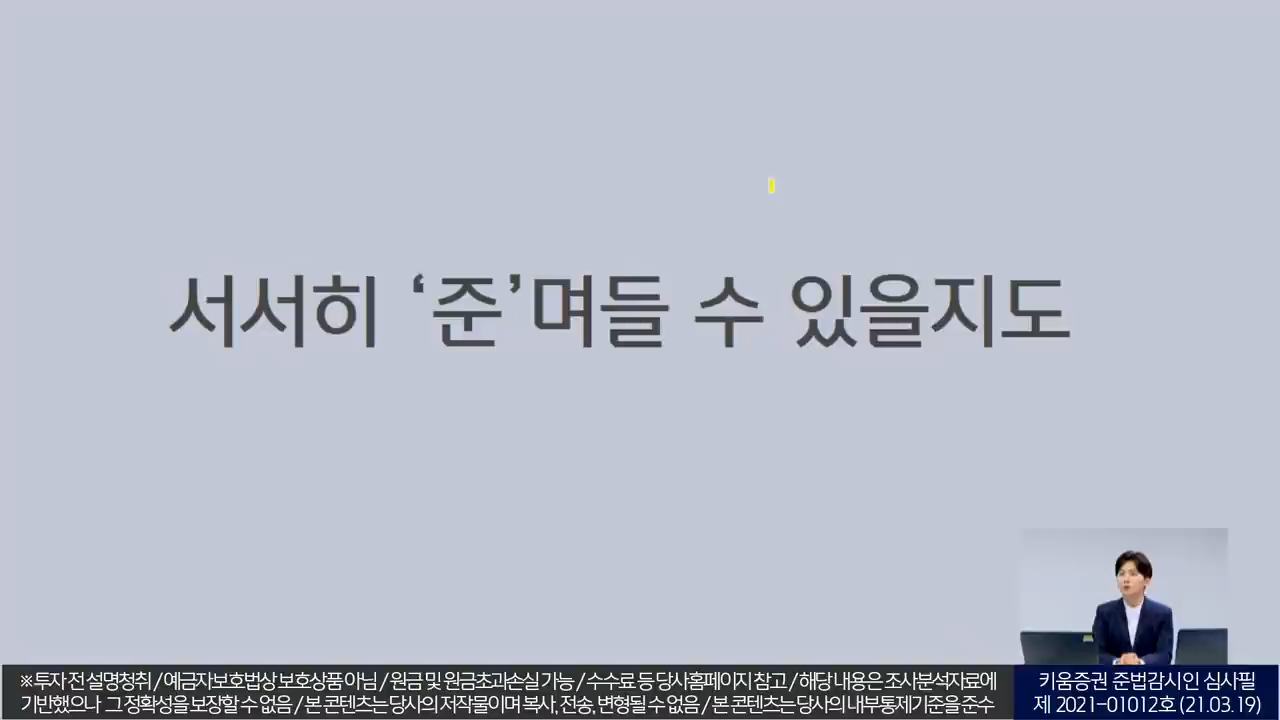 서서히 ‘준’며들 수 있을지도
※투자 전 설명청취 / 예금자보호법상 보호상품 아님 / 원금 및 원금초과손실 가능 / 수수료 등 당사홈페이지 참고 / 해당 내용은 조사분석자료에
기반했으나 그 정확성을 보장할 수 없음 / 본 콘텐츠는 당사의 저작물이며 복사, 전송, 변형될 수 없음 / 본 콘텐츠는 당사의 내부통제기준을 준수
키움증권 준법감시인 심사필
제 2021-01012호 (21.03.19)